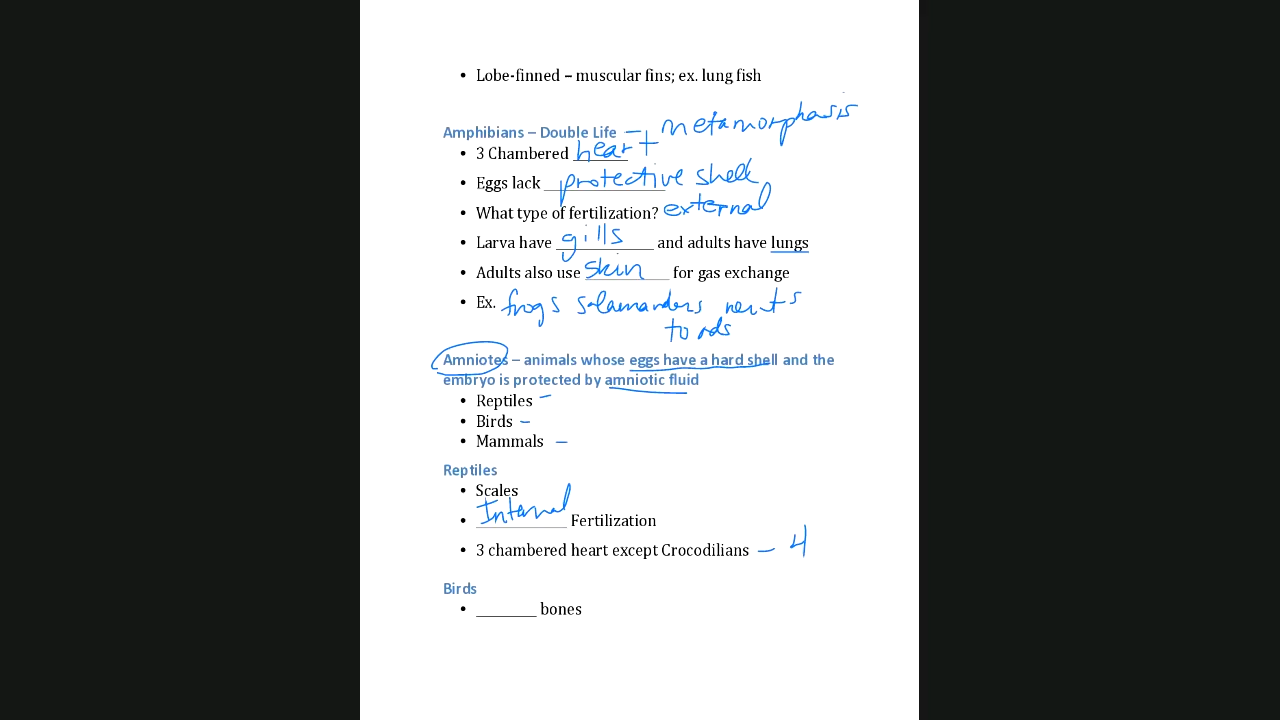 • Lobe-finned – muscular fins; ex. lung fish
Amphibians – Double Life – metamorphasis
• 3 Chambered heart
• Eggs lack protective shell
• What type of fertilization? external
• Larva have gills and adults have lungs
• Adults also use skin for gas exchange
• Ex. frogs salamanders newts
toads
Amniotes – animals whose eggs have a hard shell and the
embryo is protected by amniotic fluid
• Reptiles –
• Birds –
• Mammals –
Reptiles
• Scales
• Internal Fertilization
• 3 chambered heart except Crocodilians – 4
Birds
• ________ bones